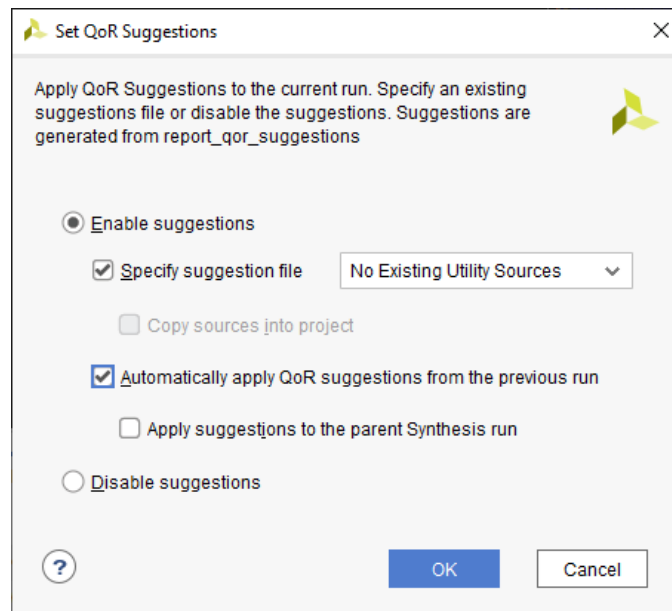 Set QoR Suggestions
Apply QoR Suggestions to the current run. Specify an existing
suggestions file or disable the suggestions. Suggestions are
generated from report_qor_suggestions
Enable suggestions
Specify suggestion file No Existing Utility Sources
Copy sources into project
Automatically apply QoR suggestions from the previous run
Apply suggestions to the parent Synthesis run
Disable suggestions
? OK Cancel